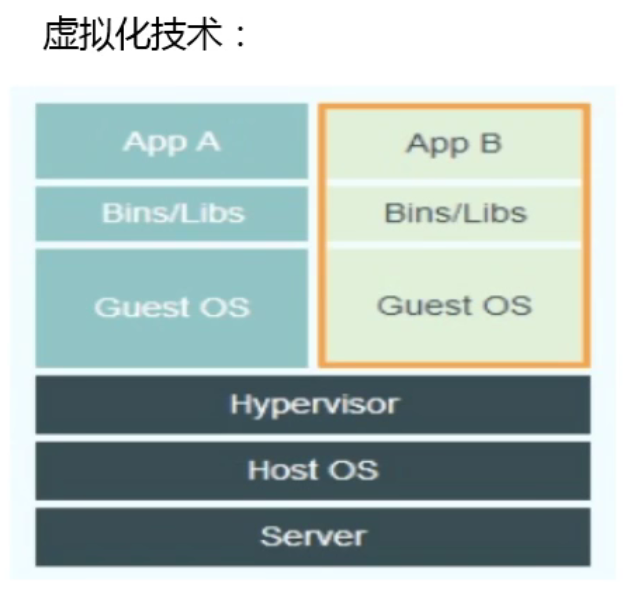 虚拟化技术：
App A
App B
Bins/Libs
Bins/Libs
Guest OS
Guest OS
Hypervisor
Host OS
Server